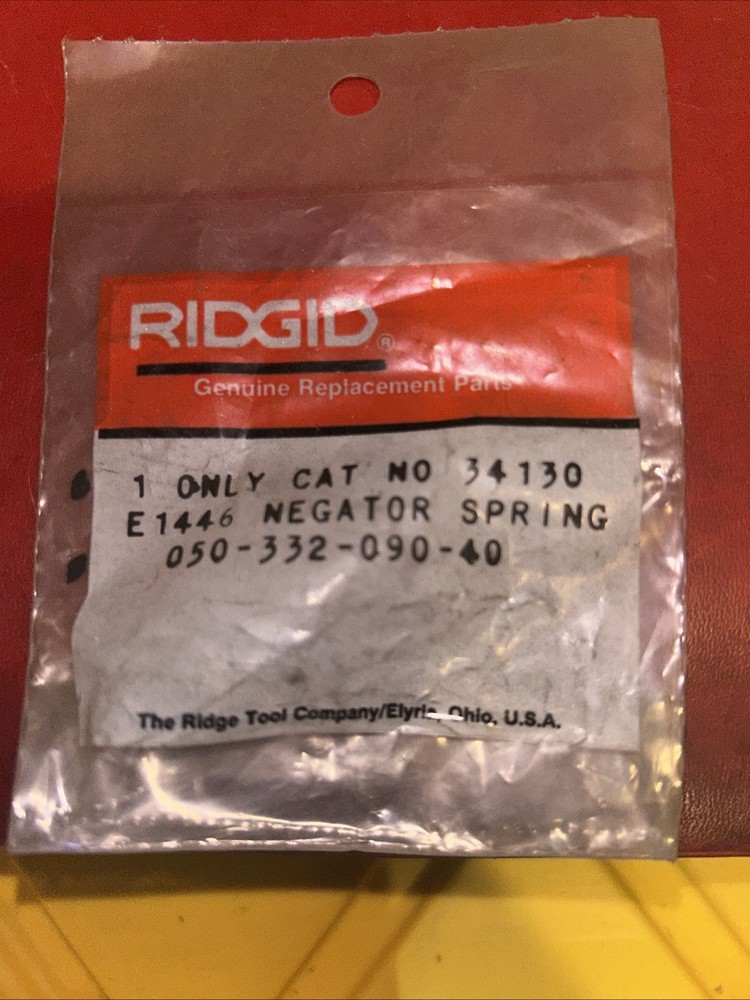 RIDGID®
Genuine Replacement Parts
1 ONLY CAT NO 34130
E1446 NEGATOR SPRING
050-332-090-40
The Ridge Tool Company/Elyria, Ohio, U.S.A.